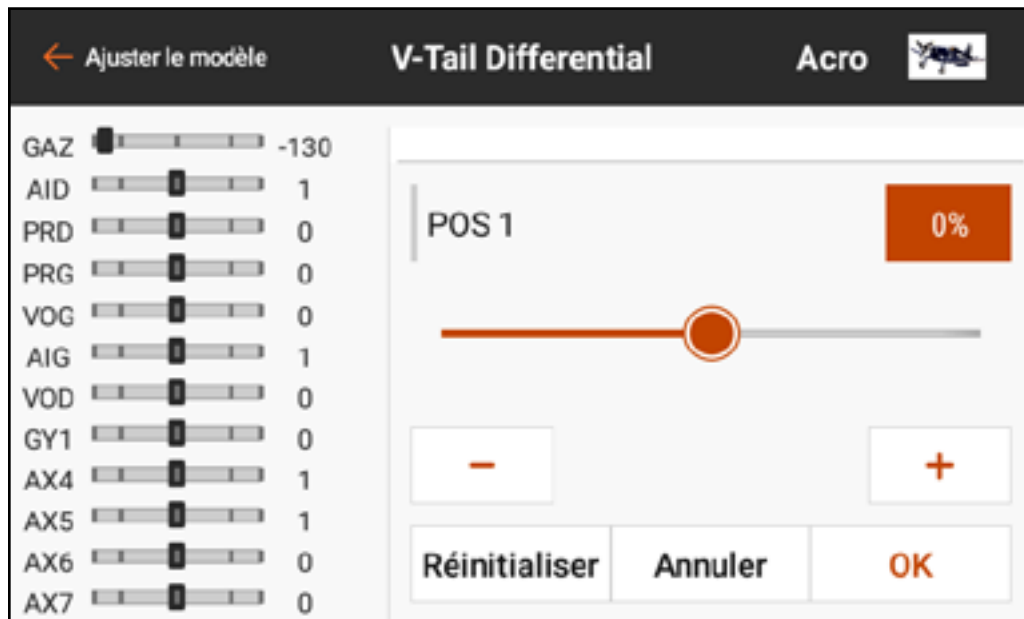 ← Ajuster le modèle V-Tail Differential Acro
GAZ -130
AID 1
PRD 0
PRG 0
VOG 0
AIG 1
VOD 0
GY1 0
AX4 1
AX5 1
AX6 0
AX7 0
POS 1 0%
− +
Réinitialiser Annuler OK